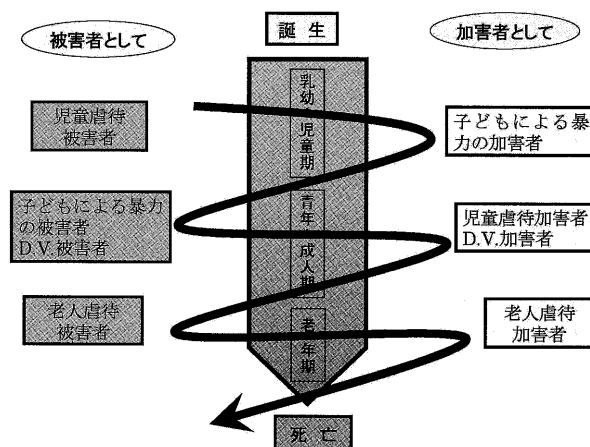 被害者として
誕 生
加害者として
乳幼・児童期
児童虐待
被害者
子どもによる暴
力の加害者
青年・成人期
子どもによる暴力
の被害者
D.V.被害者
児童虐待加害者
D.V.加害者
老年期
老人虐待
被害者
老人虐待
加害者
死 亡